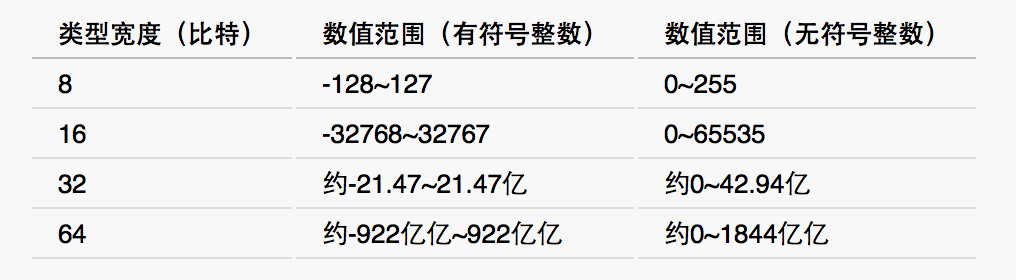 类型宽度（比特） 数值范围（有符号整数） 数值范围（无符号整数）
8 -128~127 0~255
16 -32768~32767 0~65535
32 约-21.47~21.47亿 约0~42.94亿
64 约-922亿亿~922亿亿 约0~1844亿亿